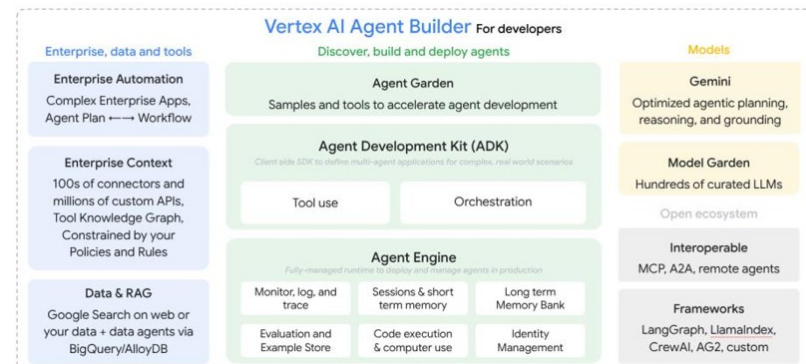 Vertex AI Agent Builder For developers
Enterprise, data and tools
Enterprise Automation
Complex Enterprise Apps,
Agent Plan ←→ Workflow
Enterprise Context
100s of connectors and
millions of custom APIs,
Tool Knowledge Graph,
Constrained by your
Policies and Rules
Data & RAG
Google Search on web or
your data + data agents via
BigQuery/AlloyDB
Discover, build and deploy agents
Agent Garden
Samples and tools to accelerate agent development
Agent Development Kit (ADK)
Client side SDK to define multi-agent applications for complex, real world scenarios
Tool use
Orchestration
Agent Engine
Fully-managed runtime to deploy and manage agents in production
Monitor, log, and
trace
Sessions & short
term memory
Long term
Memory Bank
Evaluation and
Example Store
Code execution
& computer use
Identity
Management
Models
Gemini
Optimized agentic planning,
reasoning, and grounding
Model Garden
Hundreds of curated LLMs
Open ecosystem
Interoperable
MCP, A2A, remote agents
Frameworks
LangGraph, LlamaIndex,
CrewAI, AG2, custom